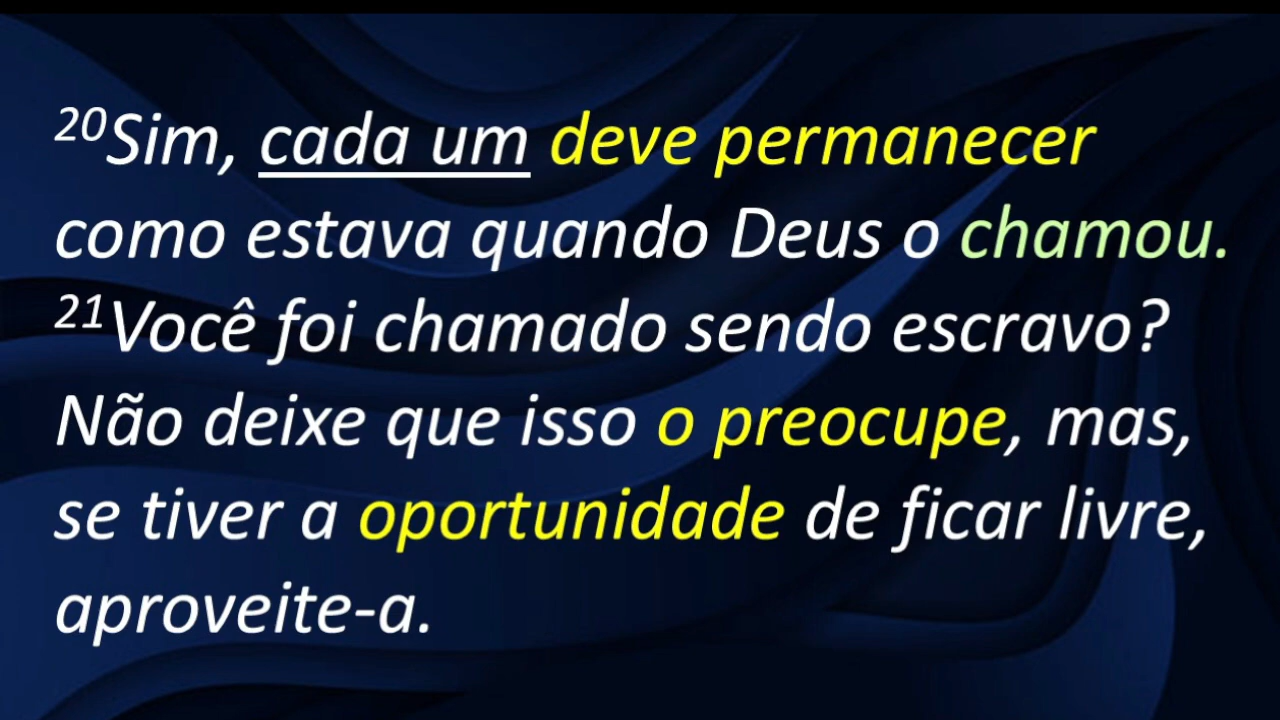 20Sim, cada um deve permanecer
como estava quando Deus o chamou.
21Você foi chamado sendo escravo?
Não deixe que isso o preocupe, mas,
se tiver a oportunidade de ficar livre,
aproveite-a.